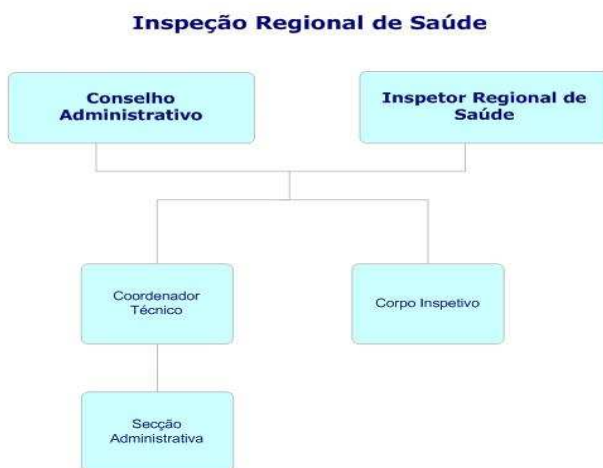 Inspeção Regional de Saúde
Conselho
Administrativo
Inspetor Regional de
Saúde
Coordenador
Técnico
Corpo Inspetivo
Secção
Administrativa